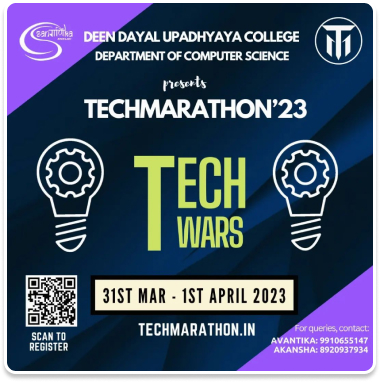 DEEN DAYAL UPADHYAYA COLLEGE
DEPARTMENT OF COMPUTER SCIENCE
presents
TECHMARATHON'23
TECH
WARS
31ST MAR - 1ST APRIL 2023
TECHMARATHON.IN
SCAN TO
REGISTER
For queries, contact:
AVANTIKA: 9910655147
AKANSHA: 8920937934